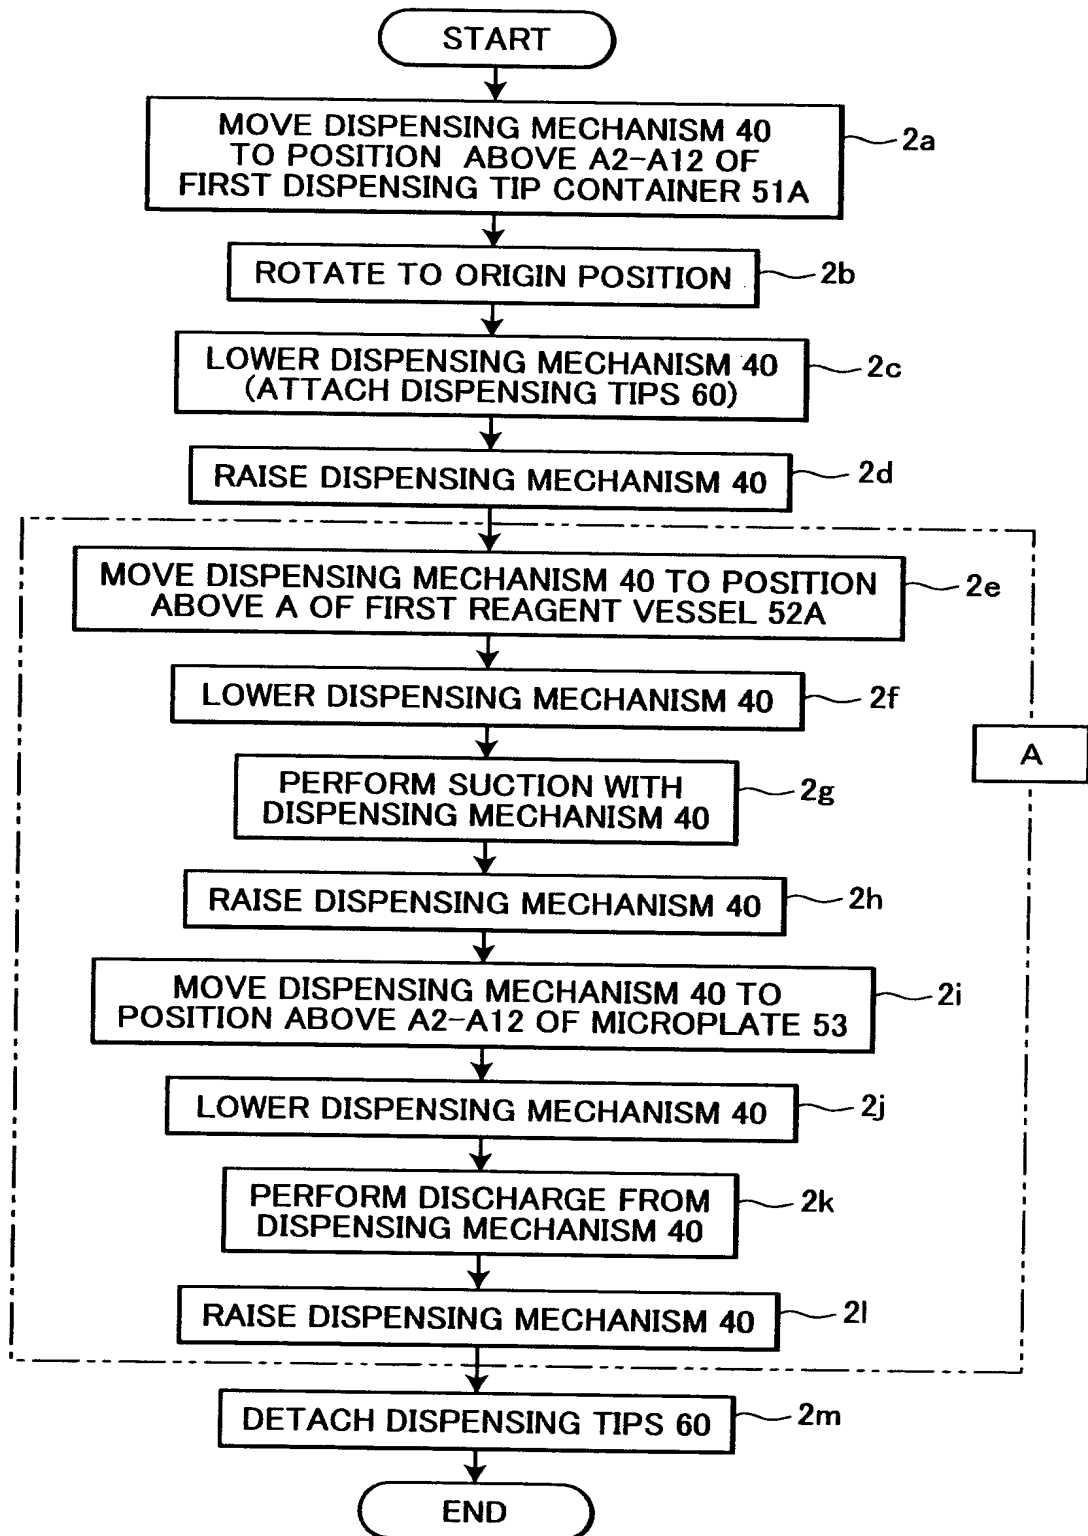 START
MOVE DISPENSING MECHANISM 40
TO POSITION ABOVE A2-A12 OF
FIRST DISPENSING TIP CONTAINER 51A
2a
ROTATE TO ORIGIN POSITION
2b
LOWER DISPENSING MECHANISM 40
(ATTACH DISPENSING TIPS 60)
2c
RAISE DISPENSING MECHANISM 40
2d
MOVE DISPENSING MECHANISM 40 TO POSITION
ABOVE A OF FIRST REAGENT VESSEL 52A
2e
LOWER DISPENSING MECHANISM 40
2f
A
PERFORM SUCTION WITH
DISPENSING MECHANISM 40
2g
RAISE DISPENSING MECHANISM 40
2h
MOVE DISPENSING MECHANISM 40 TO
POSITION ABOVE A2-A12 OF MICROPLATE 53
2i
LOWER DISPENSING MECHANISM 40
2j
PERFORM DISCHARGE FROM
DISPENSING MECHANISM 40
2k
RAISE DISPENSING MECHANISM 40
2l
DETACH DISPENSING TIPS 60
2m
END